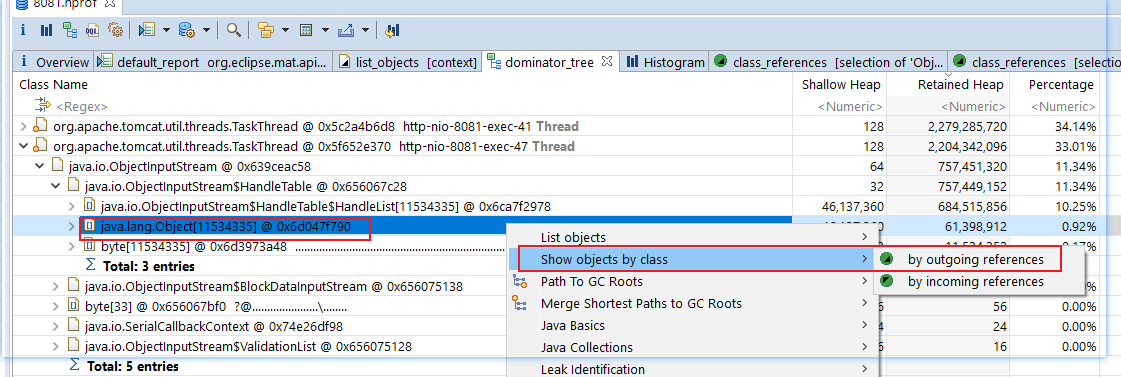 8081.hprof
Overview default_report org.eclipse.mat.api... list_objects [context] dominator_tree Histogram class_references [selection of 'Obj... class_references [selection
Class Name Shallow Heap Retained Heap Percentage
<Regex> <Numeric> <Numeric> <Numeric>
org.apache.tomcat.util.threads.TaskThread @ 0x5c2a4b6d8 http-nio-8081-exec-41 Thread 128 2,279,285,720 34.14%
org.apache.tomcat.util.threads.TaskThread @ 0x5f652e370 http-nio-8081-exec-47 Thread 128 2,204,342,096 33.01%
java.io.ObjectInputStream @ 0x639ceac58 64 757,451,320 11.34%
java.io.ObjectInputStream$HandleTable @ 0x656067c28 32 757,449,152 11.34%
java.io.ObjectInputStream$HandleTable$HandleList[11534335] @ 0x6ca7f2978 46,137,360 684,515,856 10.25%
java.lang.Object[11534335] @ 0x6d047f790 61,398,912 0.92%
byte[11534335] @ 0x6d3973a48
Total: 3 entries
java.io.ObjectInputStream$BlockDataInputStream @ 0x656075138 0.00%
byte[33] @ 0x656067bf0 ?@......................\........ 56 0.00%
java.io.SerialCallbackContext @ 0x74e26df98 24 0.00%
java.io.ObjectInputStream$ValidationList @ 0x656075128 16 0.00%
Total: 5 entries
List objects
Show objects by class
Path To GC Roots
Merge Shortest Paths to GC Roots
Java Basics
Java Collections
Leak Identification
by outgoing references
by incoming references